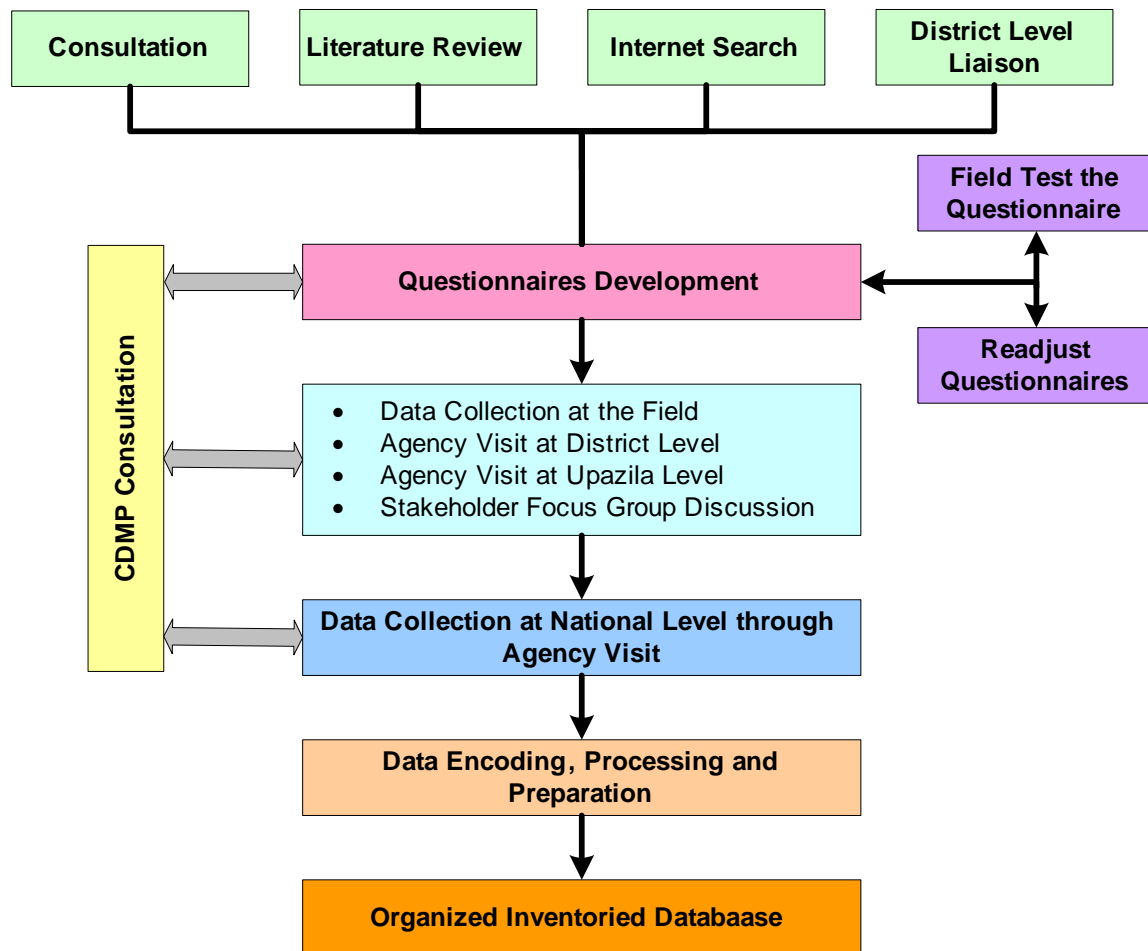 Consultation
Literature Review
Internet Search
District Level
Liaison
Field Test the
Questionnaire
Questionnaires Development
Readjust
Questionnaires
CDMP Consultation
• Data Collection at the Field
• Agency Visit at District Level
• Agency Visit at Upazila Level
• Stakeholder Focus Group Discussion
Data Collection at National Level through
Agency Visit
Data Encoding, Processing and
Preparation
Organized Inventoried Databaase